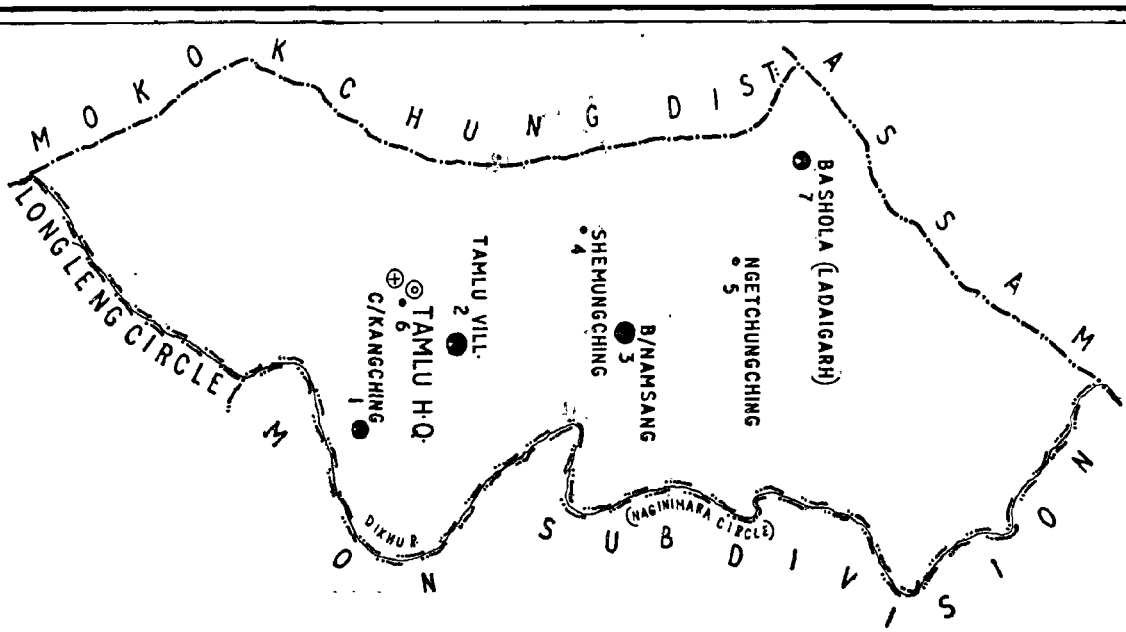 MOKOKCHUNG DIST.
ASSAM
LONGLENG CIRCLE
MON SUBDIVISION
(NAGINIMARA CIRCLE)
DIKHU R.
BASHOLA (LADAIGARH)
7
NGETCHUNGCHING
5
B/NAMSANG
3
SHEMUNGCHING
4
TAMLU VILL.
2
TAMLU H.Q.
6
C/KANGCHING
1